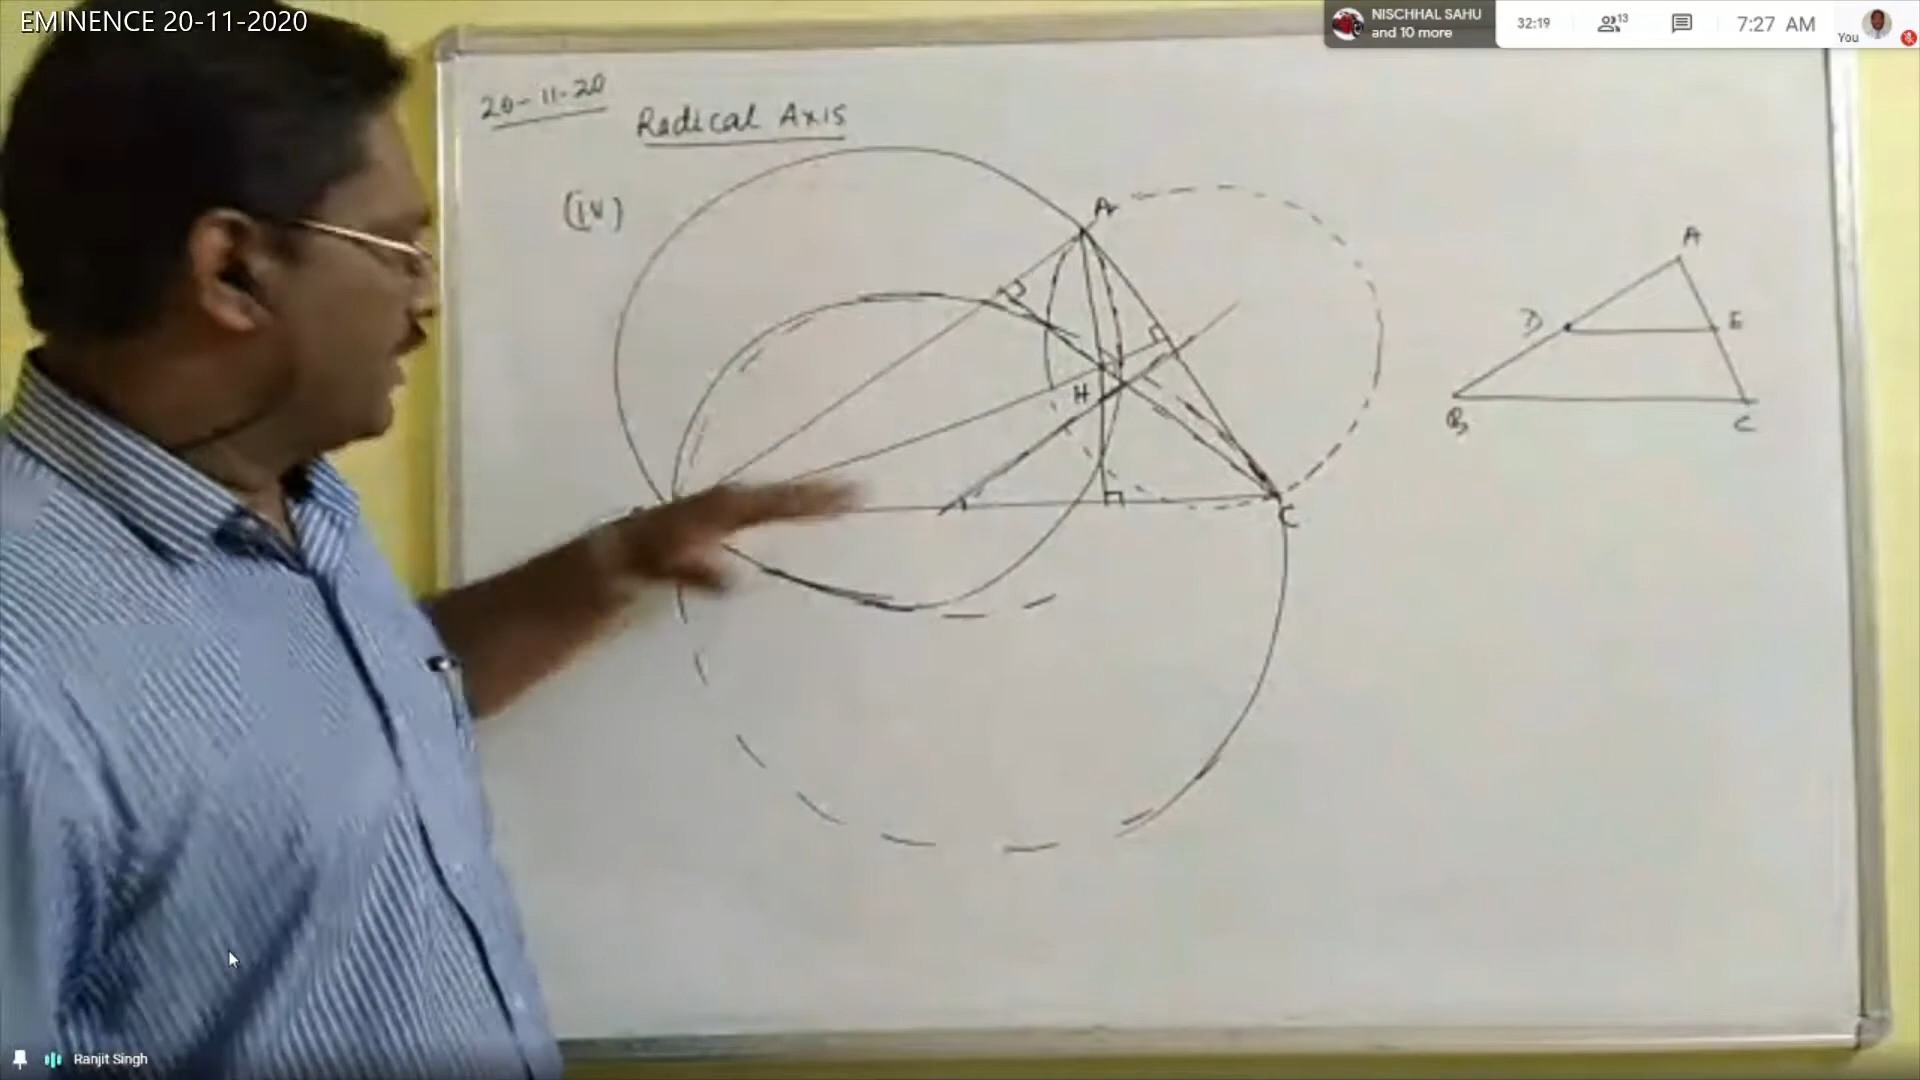 EMINENCE 20-11-2020
NISCHHAL SAHU
and 10 more
32:19
13
7:27 AM
You
20-11-20
Radical Axis
(iv)
A
H
C
A
D
E
B
C
Ranjit Singh